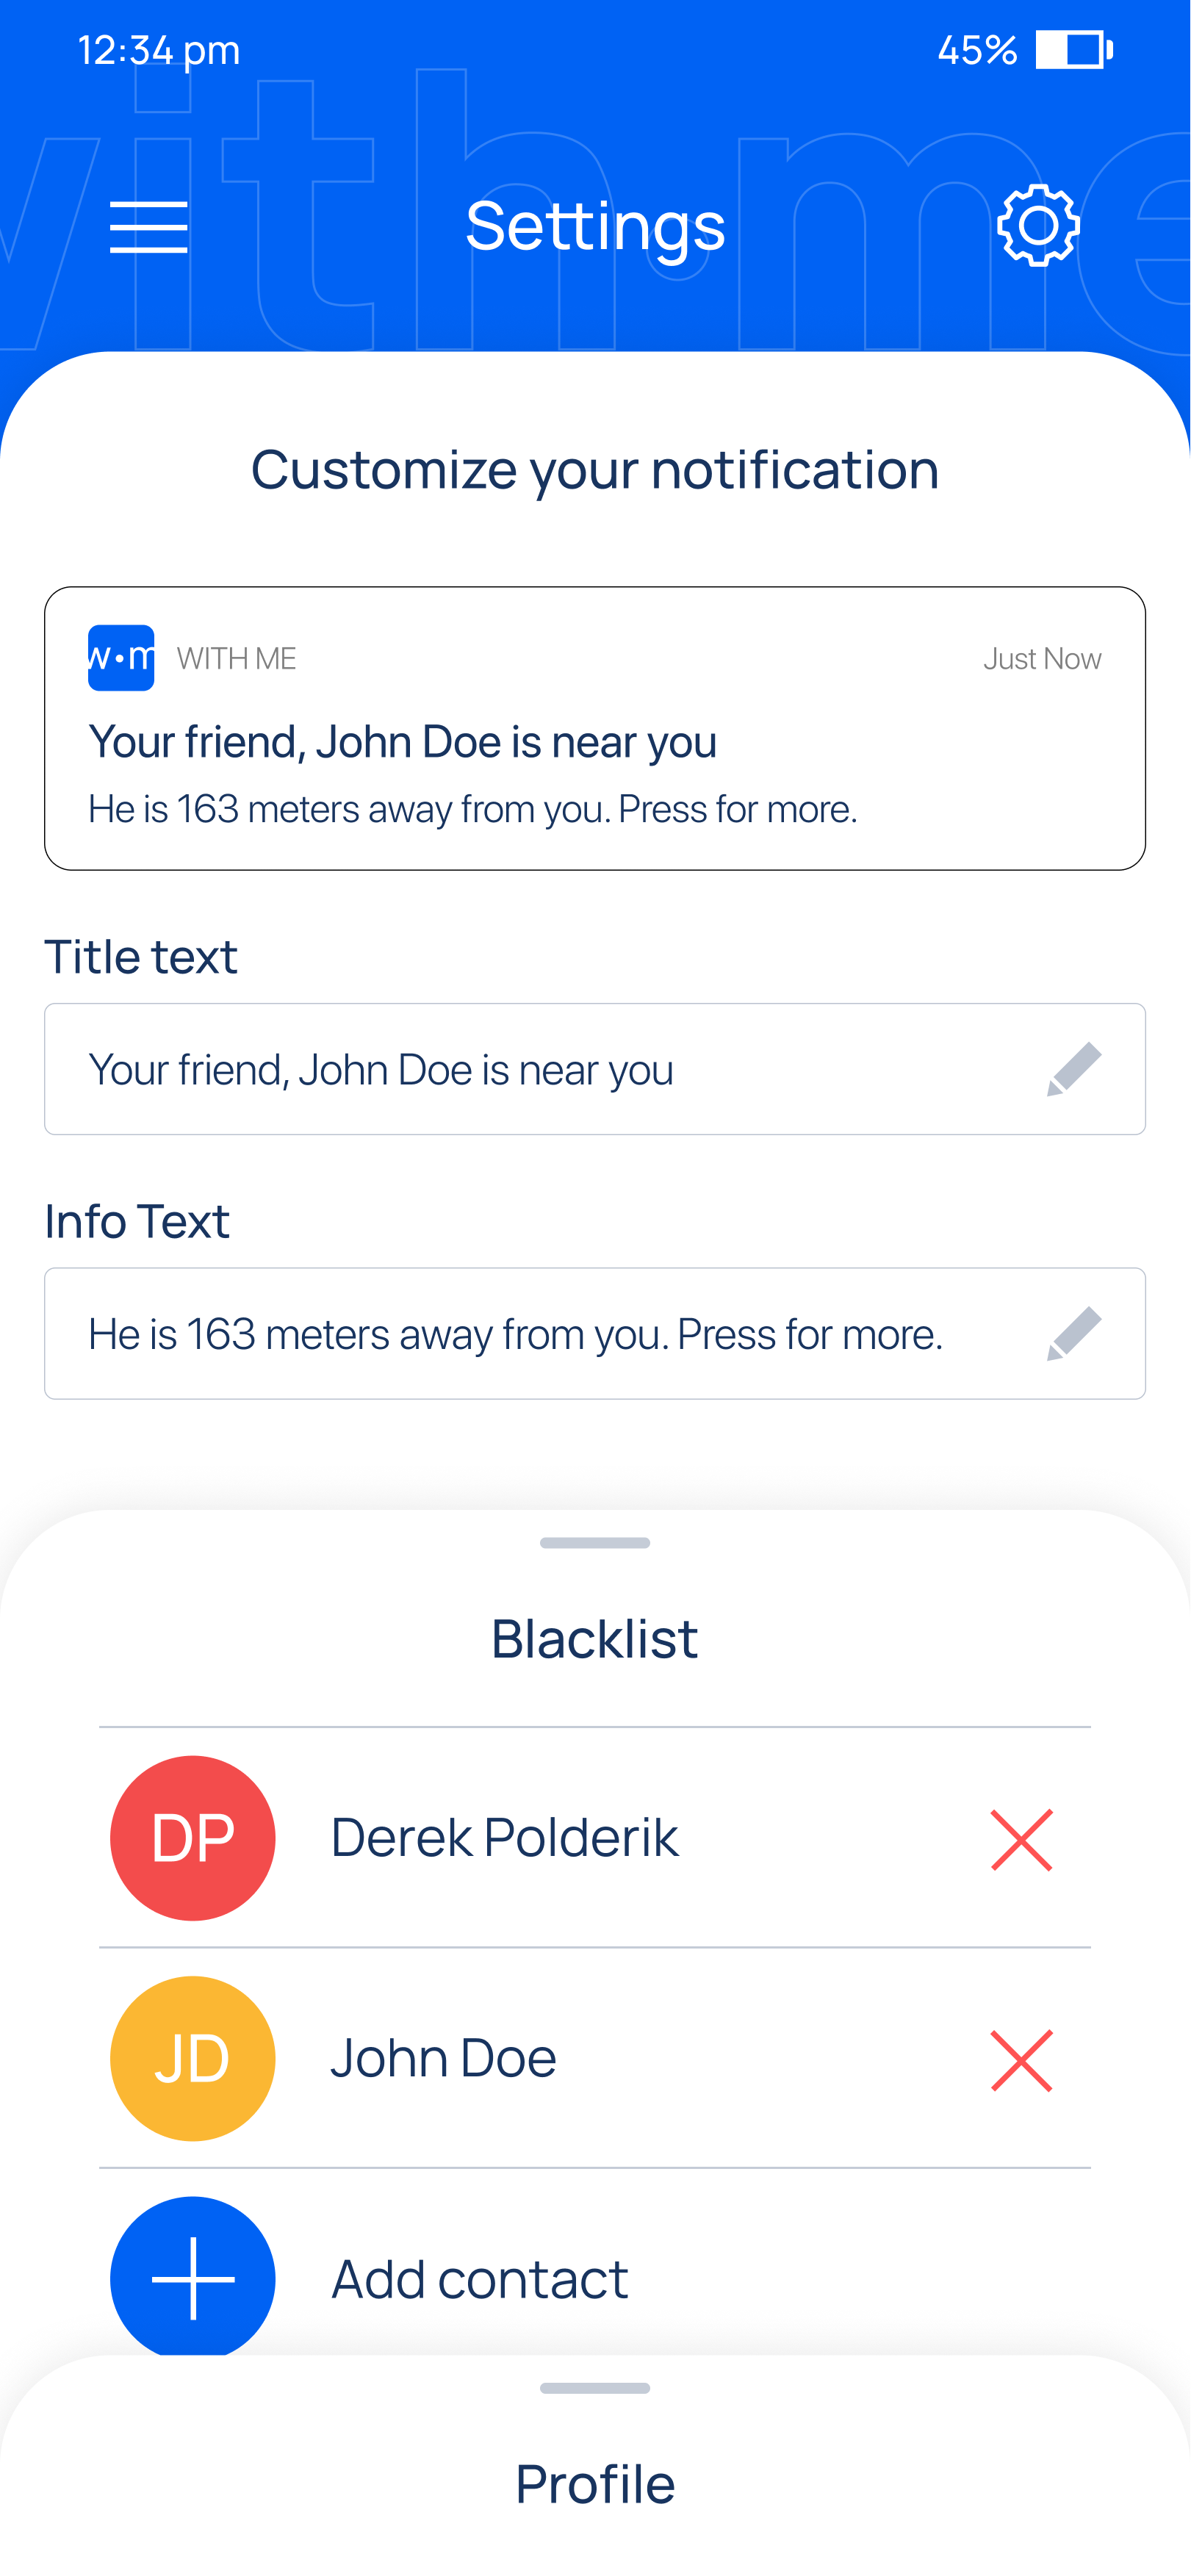 12:34 pm 45%
with me
Settings
Customize your notification
w•m WITH ME Just Now
Your friend, John Doe is near you
He is 163 meters away from you. Press for more.
Title text
Your friend, John Doe is near you
Info Text
He is 163 meters away from you. Press for more.
Blacklist
DP Derek Polderik
JD John Doe
Add contact
Profile